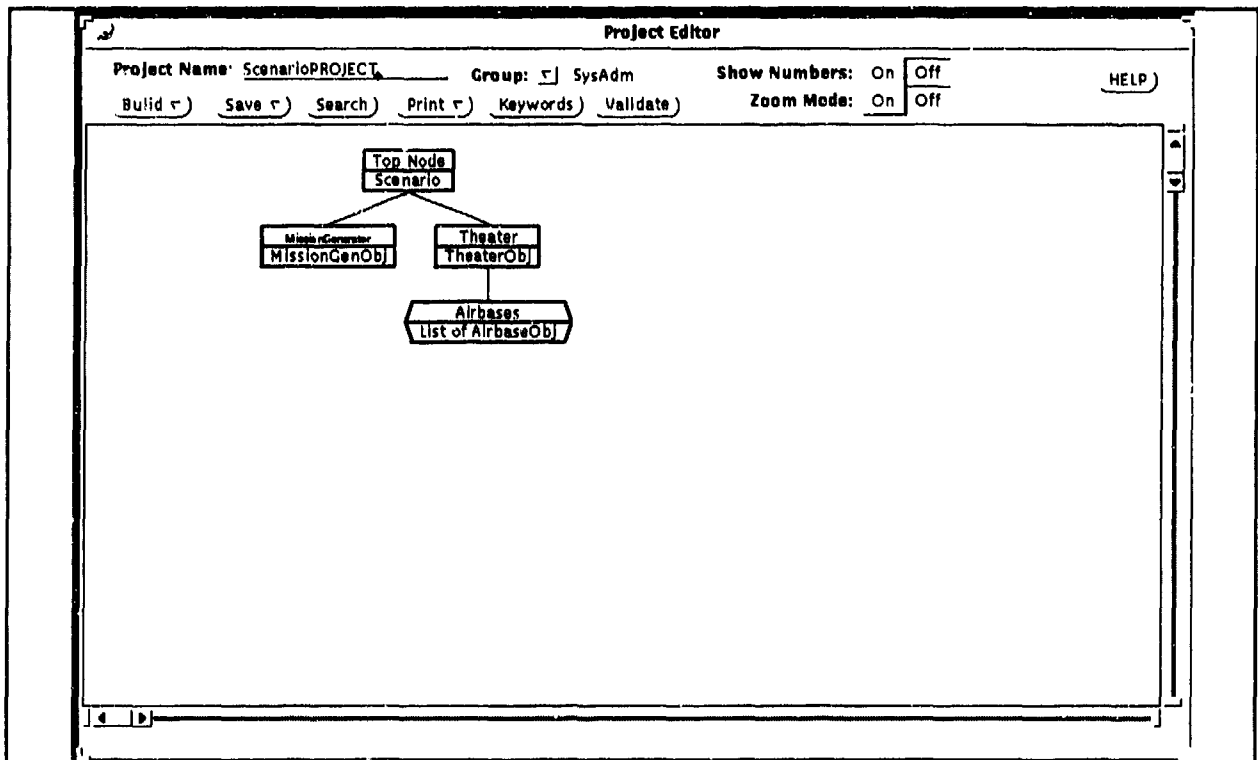 Project Editor
Project Name: ScenarioPROJECT Group: SysAdm Show Numbers: On Off HELP
Build Save Search Print Keywords Validate Zoom Mode: On Off
Top Node
Scenario
MissionGenerator Theater
MissionGenObj TheaterObj
Airbases
List of AirbaseObj